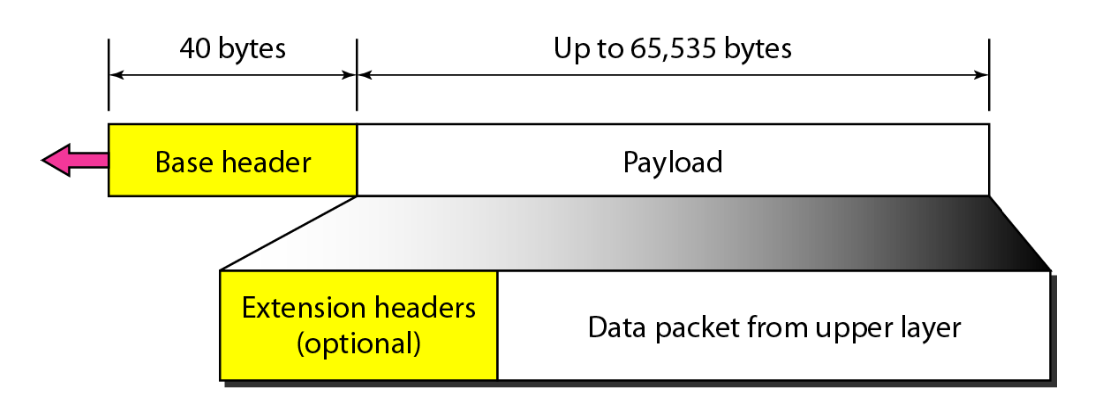 40 bytes
Up to 65,535 bytes
Base header
Payload
Extension headers
(optional)
Data packet from upper layer